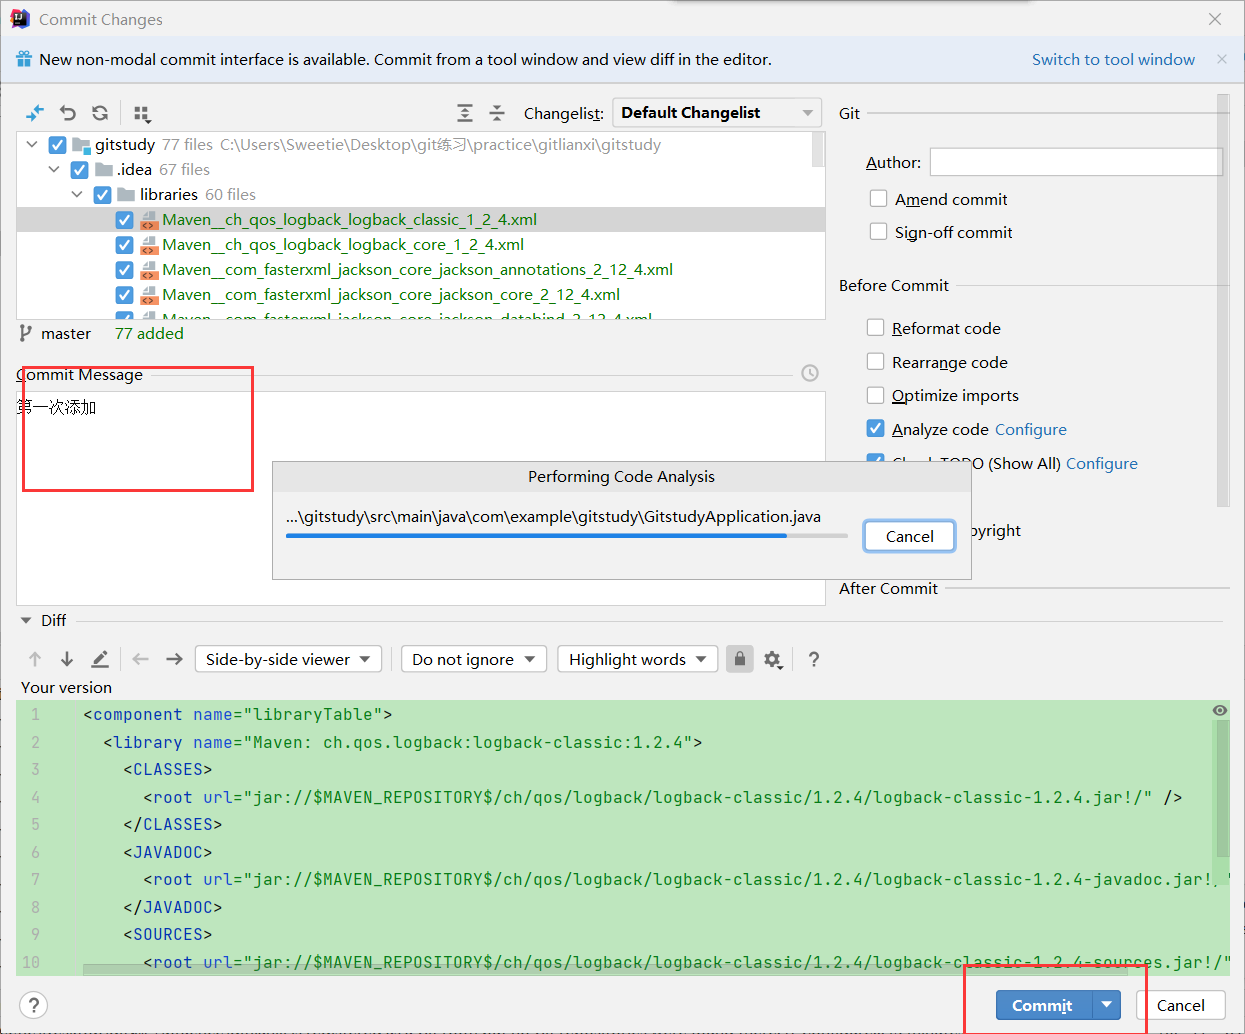 Commit Changes
New non-modal commit interface is available. Commit from a tool window and view diff in the editor.
Switch to tool window
Changelist: Default Changelist
gitstudy 77 files C:\Users\Sweetie\Desktop\git练习\practice\gitlianxi\gitstudy
.idea 67 files
libraries 60 files
Maven__ch_qos_logback_logback_classic_1_2_4.xml
Maven__ch_qos_logback_logback_core_1_2_4.xml
Maven__com_fasterxml_jackson_core_jackson_annotations_2_12_4.xml
Maven__com_fasterxml_jackson_core_jackson_core_2_12_4.xml
Maven__com_fasterxml_jackson_core_jackson_databind_2_12_4.xml
master 77 added
Commit Message
第一次添加
Git
Author:
Amend commit
Sign-off commit
Before Commit
Reformat code
Rearrange code
Optimize imports
Analyze code Configure
TODO (Show All) Configure
pyright
After Commit
Performing Code Analysis
...\gitstudy\src\main\java\com\example\gitstudy\GitstudyApplication.java
Cancel
Diff
Side-by-side viewer Do not ignore Highlight words ?
Your version
1 <component name="libraryTable">
2 <library name="Maven: ch.qos.logback:logback-classic:1.2.4">
3 <CLASSES>
4 <root url="jar://$MAVEN_REPOSITORY$/ch/qos/logback/logback-classic/1.2.4/logback-classic-1.2.4.jar!/" />
5 </CLASSES>
6 <JAVADOC>
7 <root url="jar://$MAVEN_REPOSITORY$/ch/qos/logback/logback-classic/1.2.4/logback-classic-1.2.4-javadoc.jar!/"
8 </JAVADOC>
9 <SOURCES>
10 <root url="jar://$MAVEN_REPOSITORY$/ch/qos/logback/logback-classic/1.2.4/logback-classic-1.2.4-sources.jar!/"
? Commit Cancel